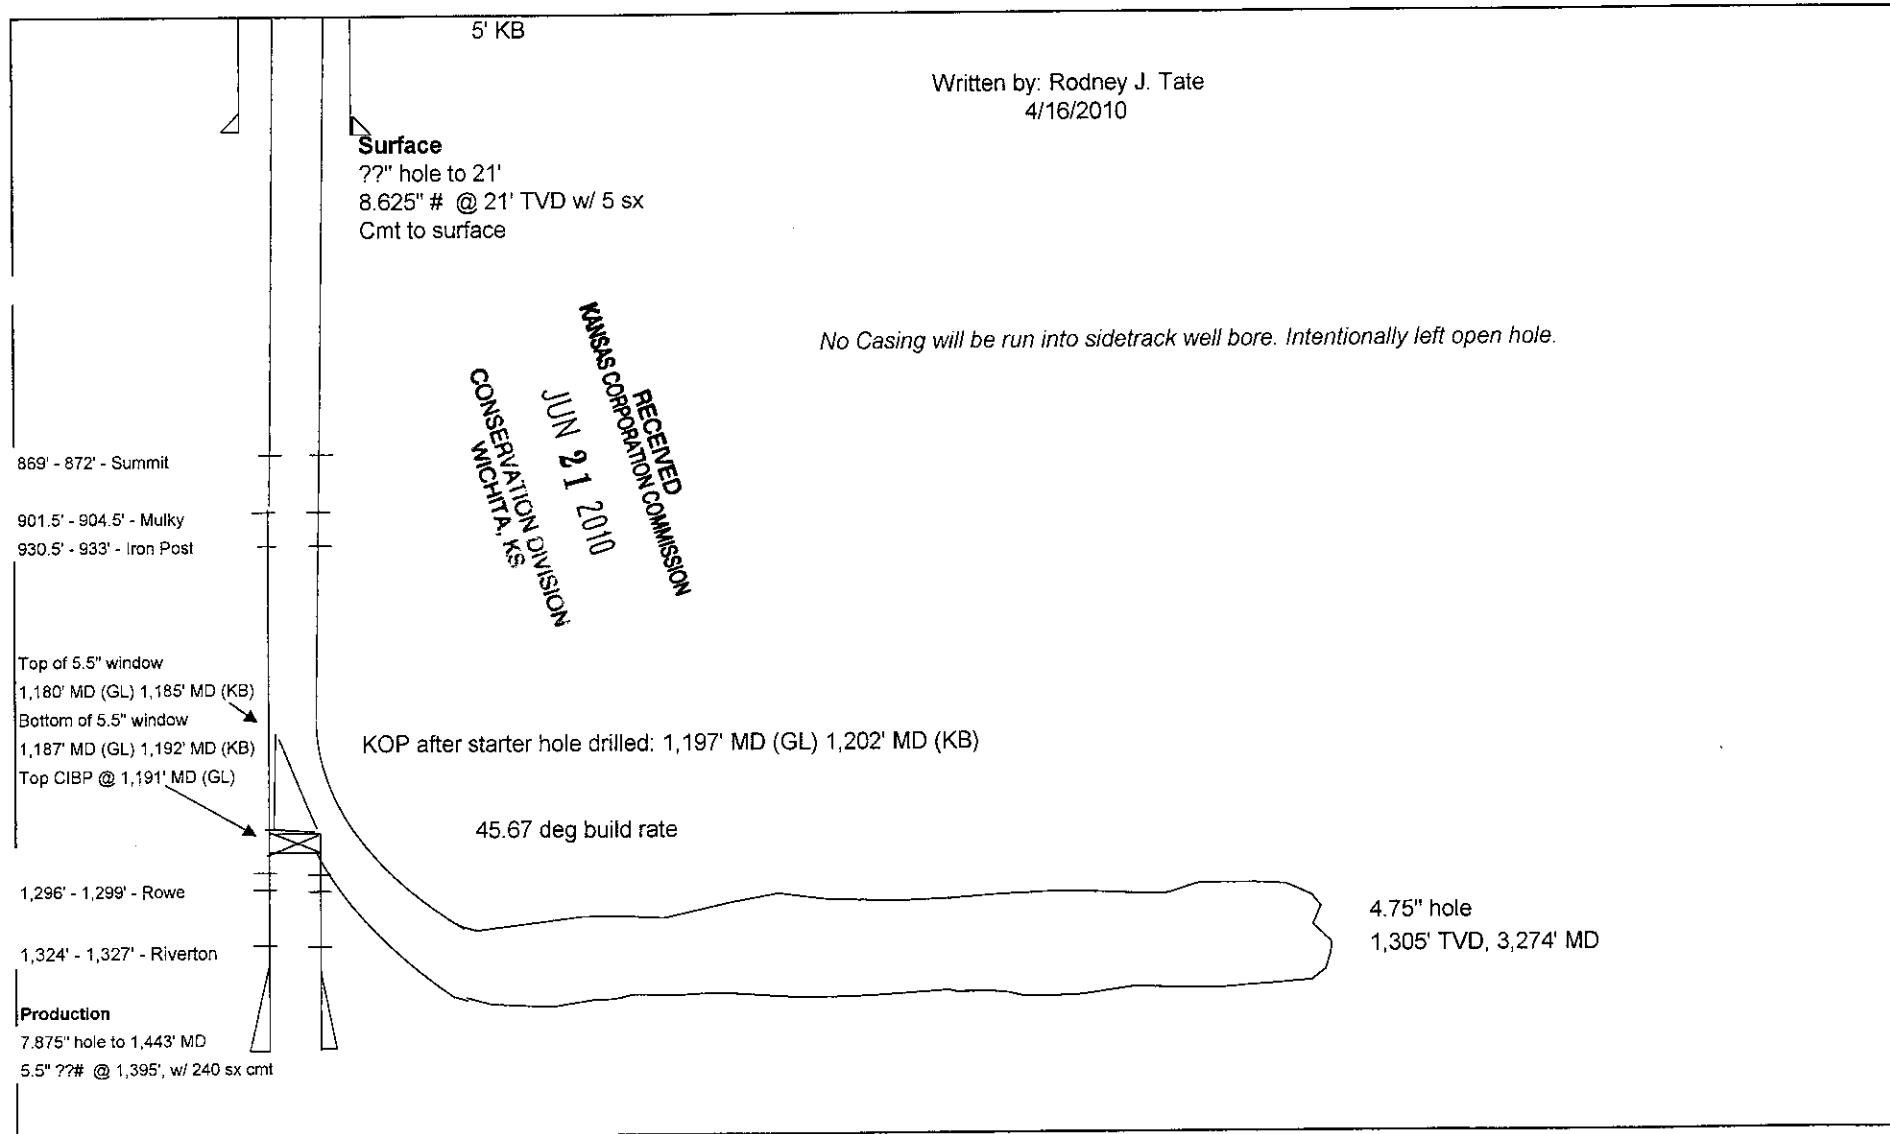 5' KB
Written by: Rodney J. Tate
4/16/2010
Surface
??" hole to 21'
8.625" # @ 21' TVD w/ 5 sx
Cmt to surface
No Casing will be run into sidetrack well bore. Intentionally left open hole.
RECEIVED
KANSAS CORPORATION COMMISSION
JUN 21 2010
CONSERVATION DIVISION
WICHITA, KS
869' - 872' - Summit
901.5' - 904.5' - Mulky
930.5' - 933' - Iron Post
Top of 5.5" window
1,180' MD (GL) 1,185' MD (KB)
Bottom of 5.5" window
1,187' MD (GL) 1,192' MD (KB)
Top CIBP @ 1,191' MD (GL)
KOP after starter hole drilled: 1,197' MD (GL) 1,202' MD (KB)
45.67 deg build rate
1,296' - 1,299' - Rowe
1,324' - 1,327' - Riverton
4.75" hole
1,305' TVD, 3,274' MD
Production
7.875" hole to 1,443' MD
5.5" ??# @ 1,395', w/ 240 sx cmt